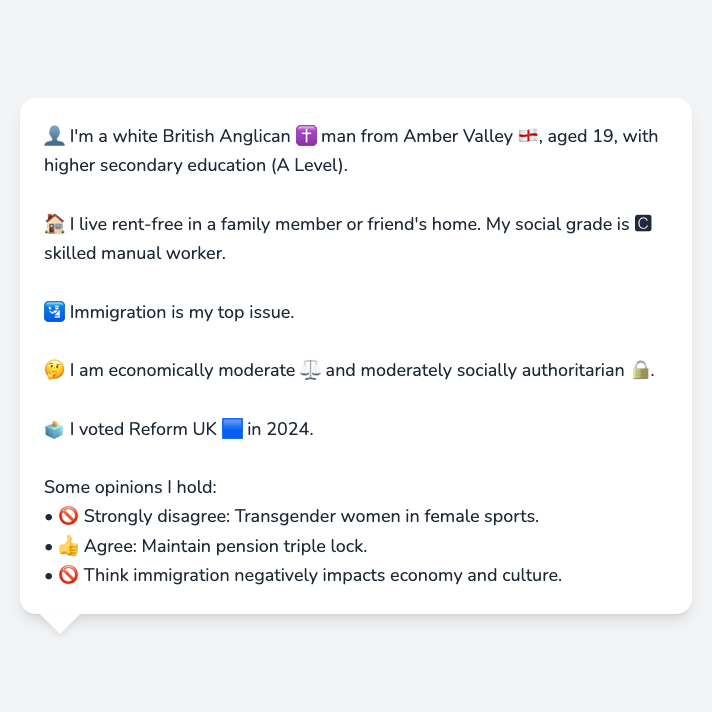 👤 I'm a white British Anglican ✝️ man from Amber Valley 🏴󠁧󠁢󠁥󠁮󠁧󠁿, aged 19, with
higher secondary education (A Level).
🏠 I live rent-free in a family member or friend's home. My social grade is 🅲
skilled manual worker.
🛂 Immigration is my top issue.
🤔 I am economically moderate ⚖️ and moderately socially authoritarian 🔒.
🗳️ I voted Reform UK 🟦 in 2024.
Some opinions I hold:
• 🚫 Strongly disagree: Transgender women in female sports.
• 👍 Agree: Maintain pension triple lock.
• 🚫 Think immigration negatively impacts economy and culture.